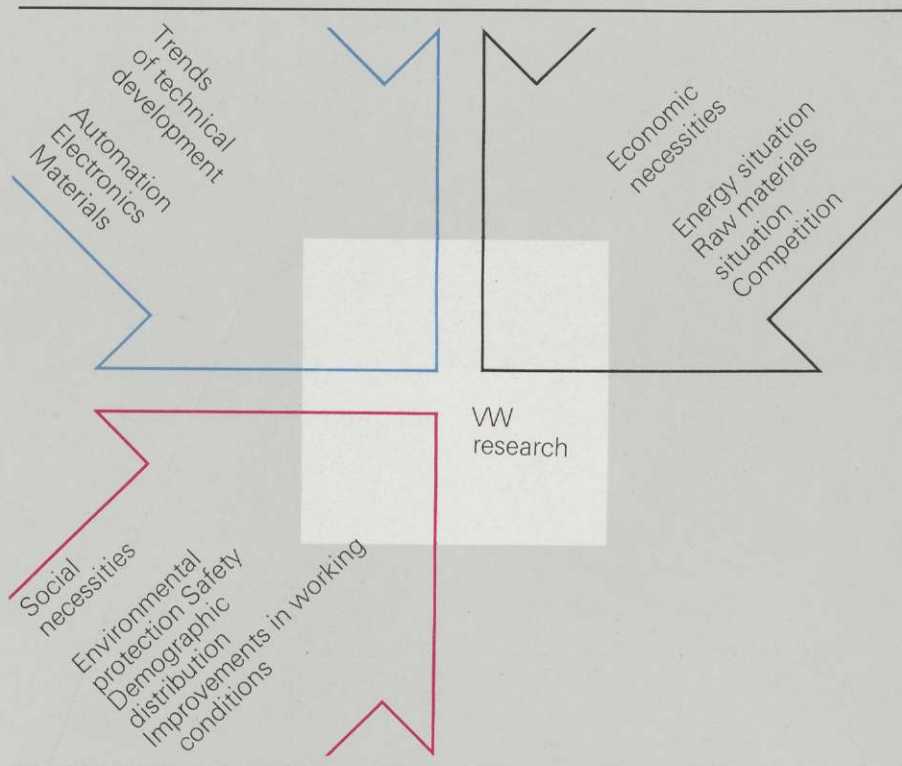 Trends
of technical
development
Automation
Electronics
Materials
Economic
necessities
Energy situation
Raw materials
situation
Competition
VW
research
Social
necessities
Environmental
protection Safety
Demographic
distribution
Improvements in working
conditions